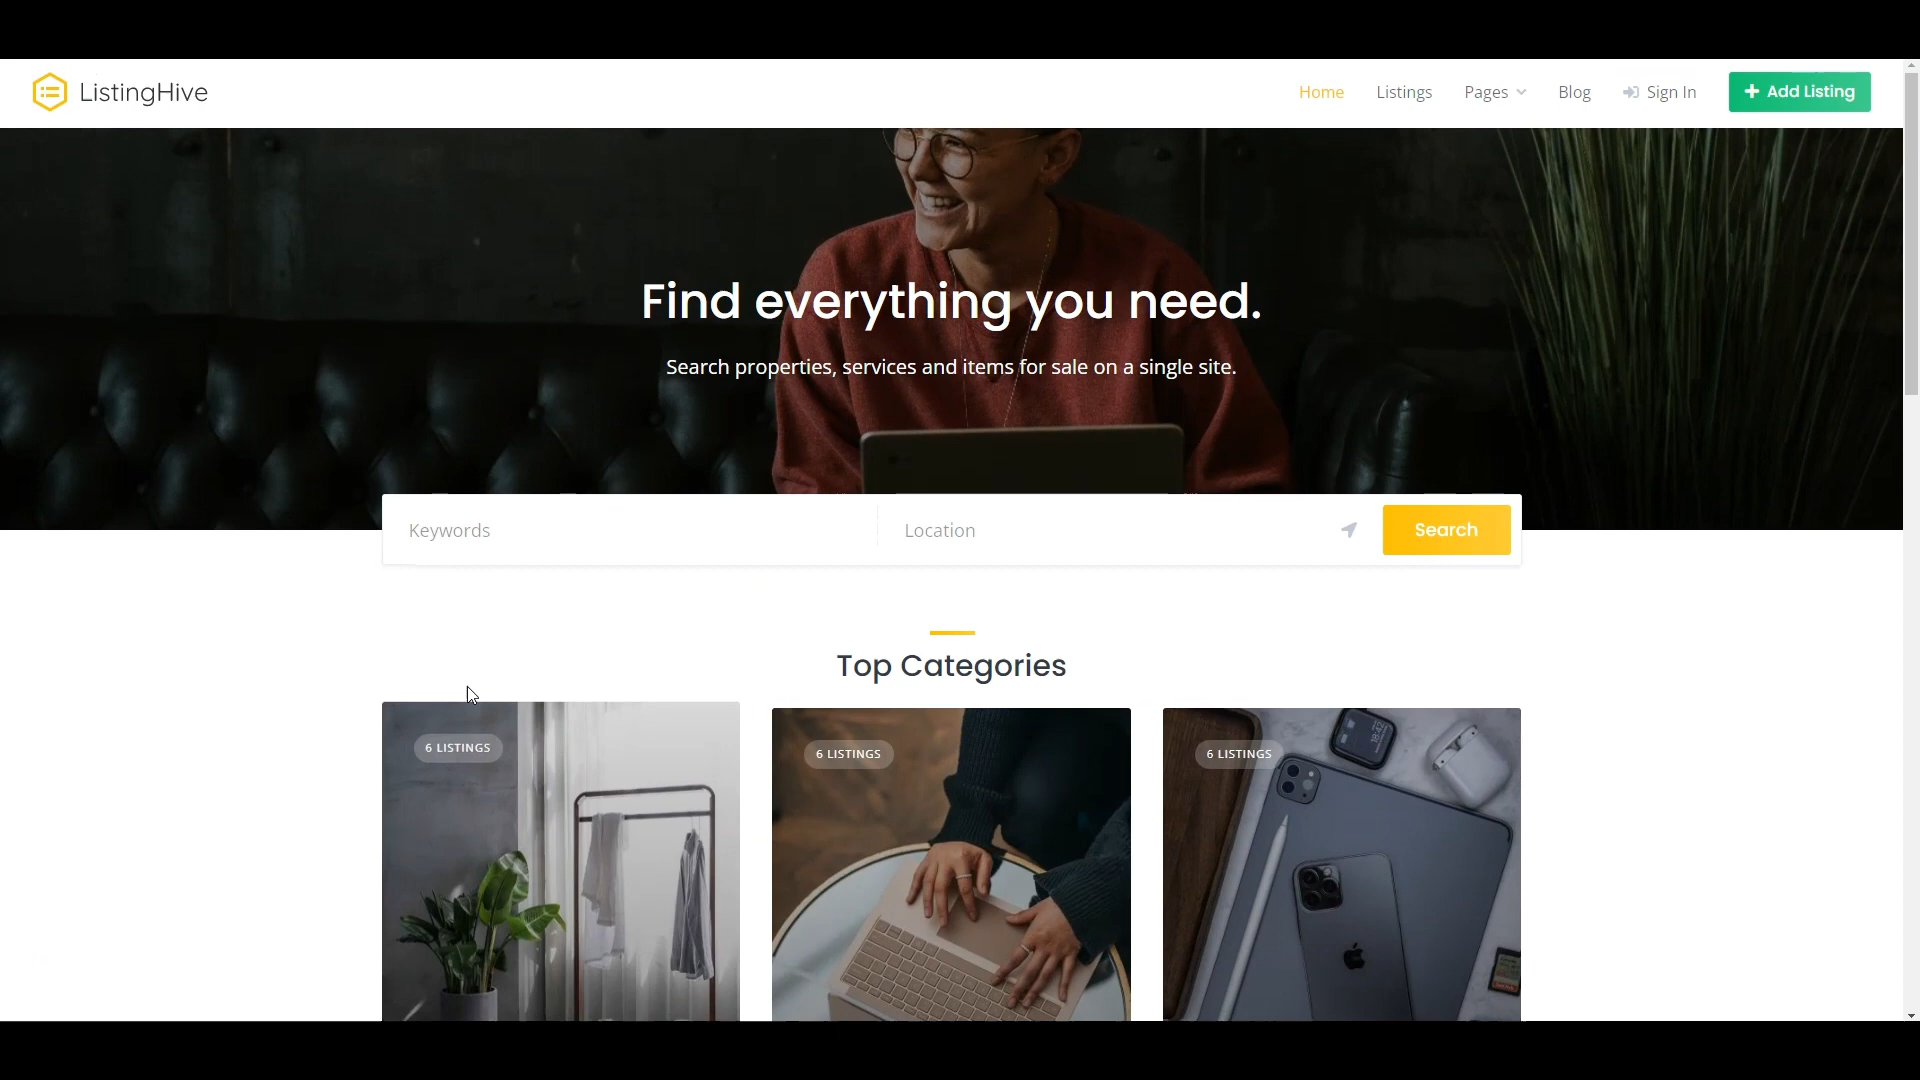 ListingHive
Home Listings Pages Blog Sign In Add Listing
Find everything you need.
Search properties, services and items for sale on a single site.
Keywords Location Search
Top Categories
6 LISTINGS 6 LISTINGS 6 LISTINGS